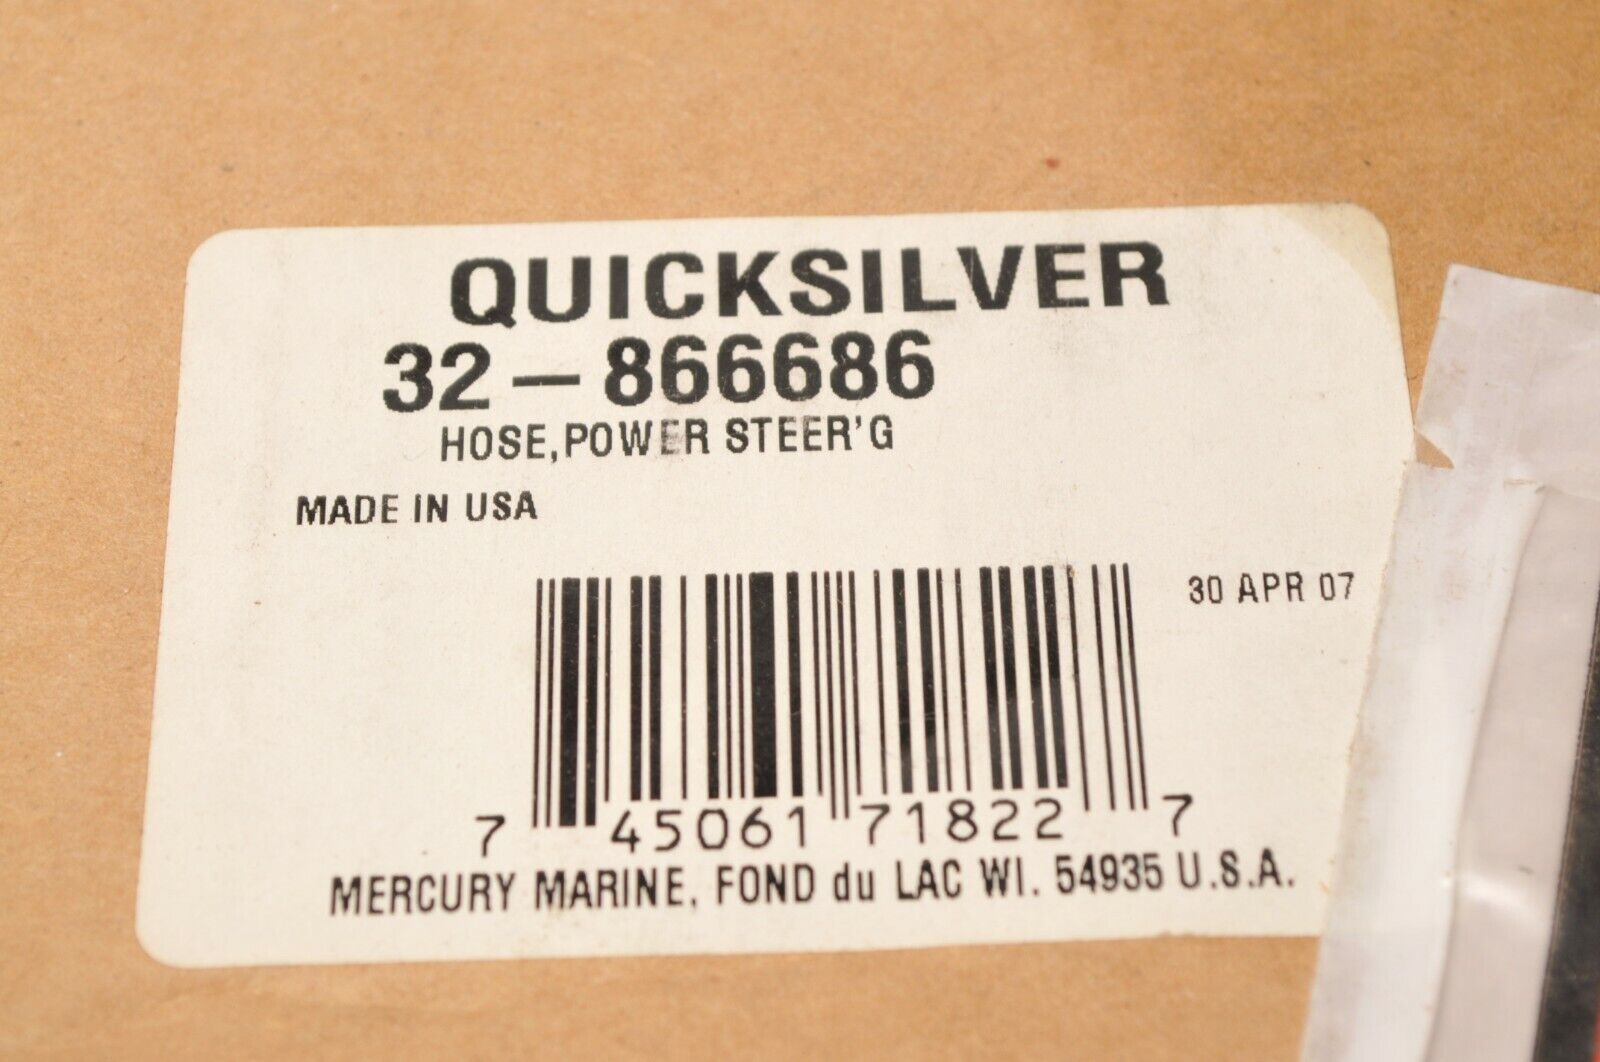 QUICKSILVER
32-866686
HOSE,POWER STEER'G
MADE IN USA
30 APR 07
7 45061 71822 7
MERCURY MARINE, FOND du LAC WI. 54935 U.S.A.